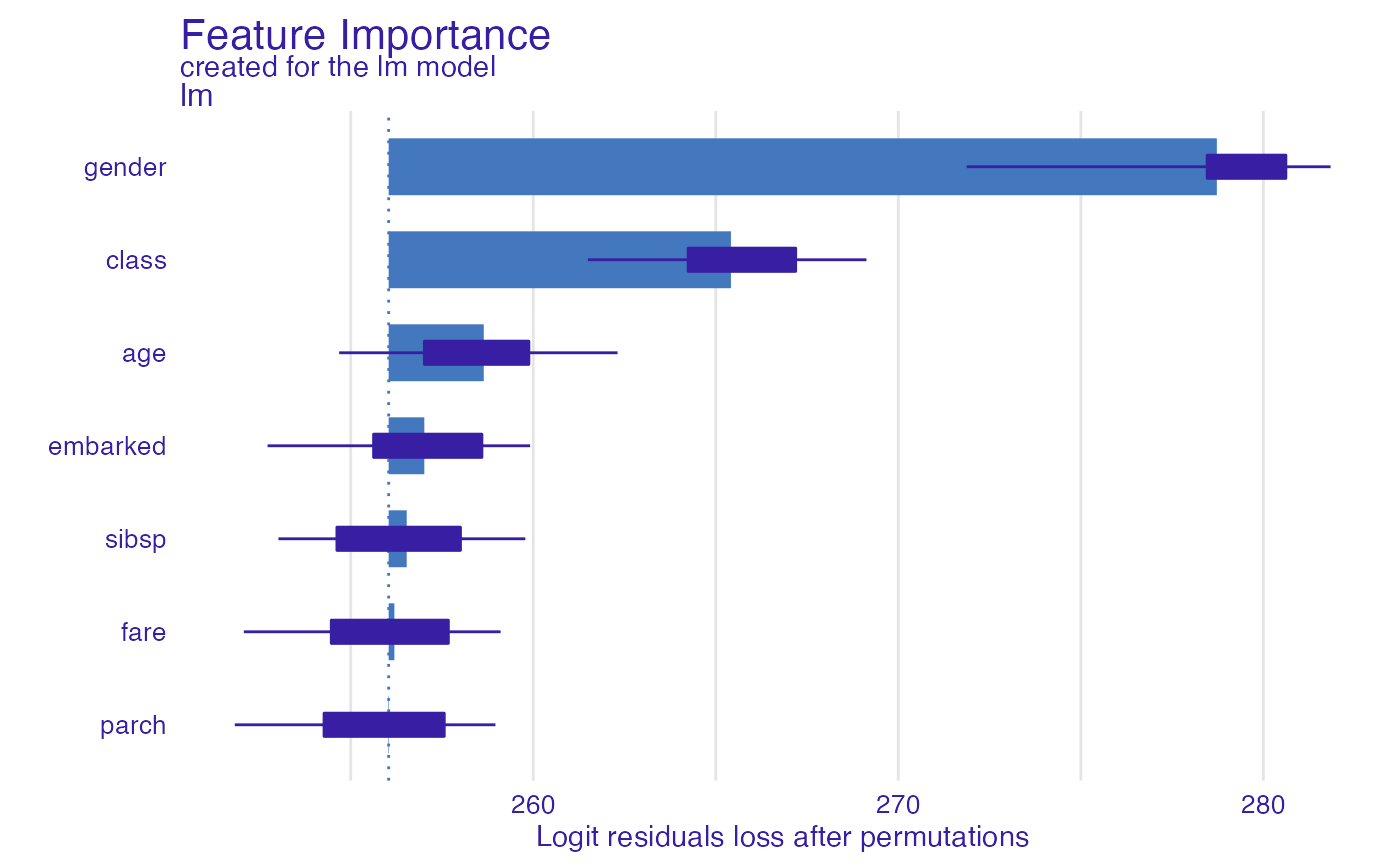 Feature Importance
created for the lm model
lm
gender
class
age
embarked
sibsp
fare
parch
260 270 280
Logit residuals loss after permutations